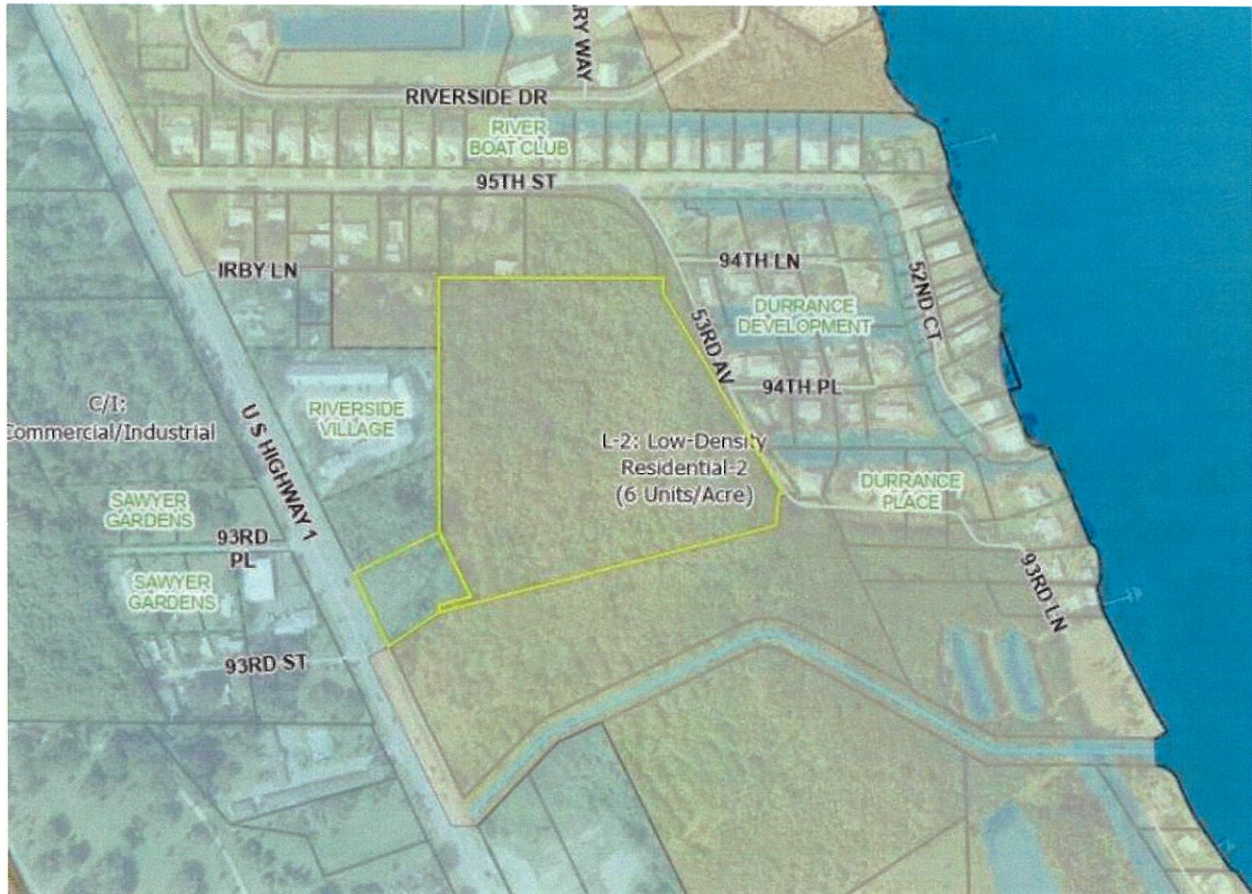 RY WAY
RIVERSIDE DR
RIVER
BOAT CLUB
95TH ST
IRBY LN
94TH LN
52ND CT
DURRANCE
DEVELOPMENT
53RD AV
94TH PL
C/I:
Commercial/Industrial
U S HIGHWAY 1
RIVERSIDE
VILLAGE
L-2: Low-Density
Residential-2
(6 Units/Acre)
DURRANCE
PLACE
SAWYER
GARDENS
93RD
PL
SAWYER
GARDENS
93RD LN
93RD ST